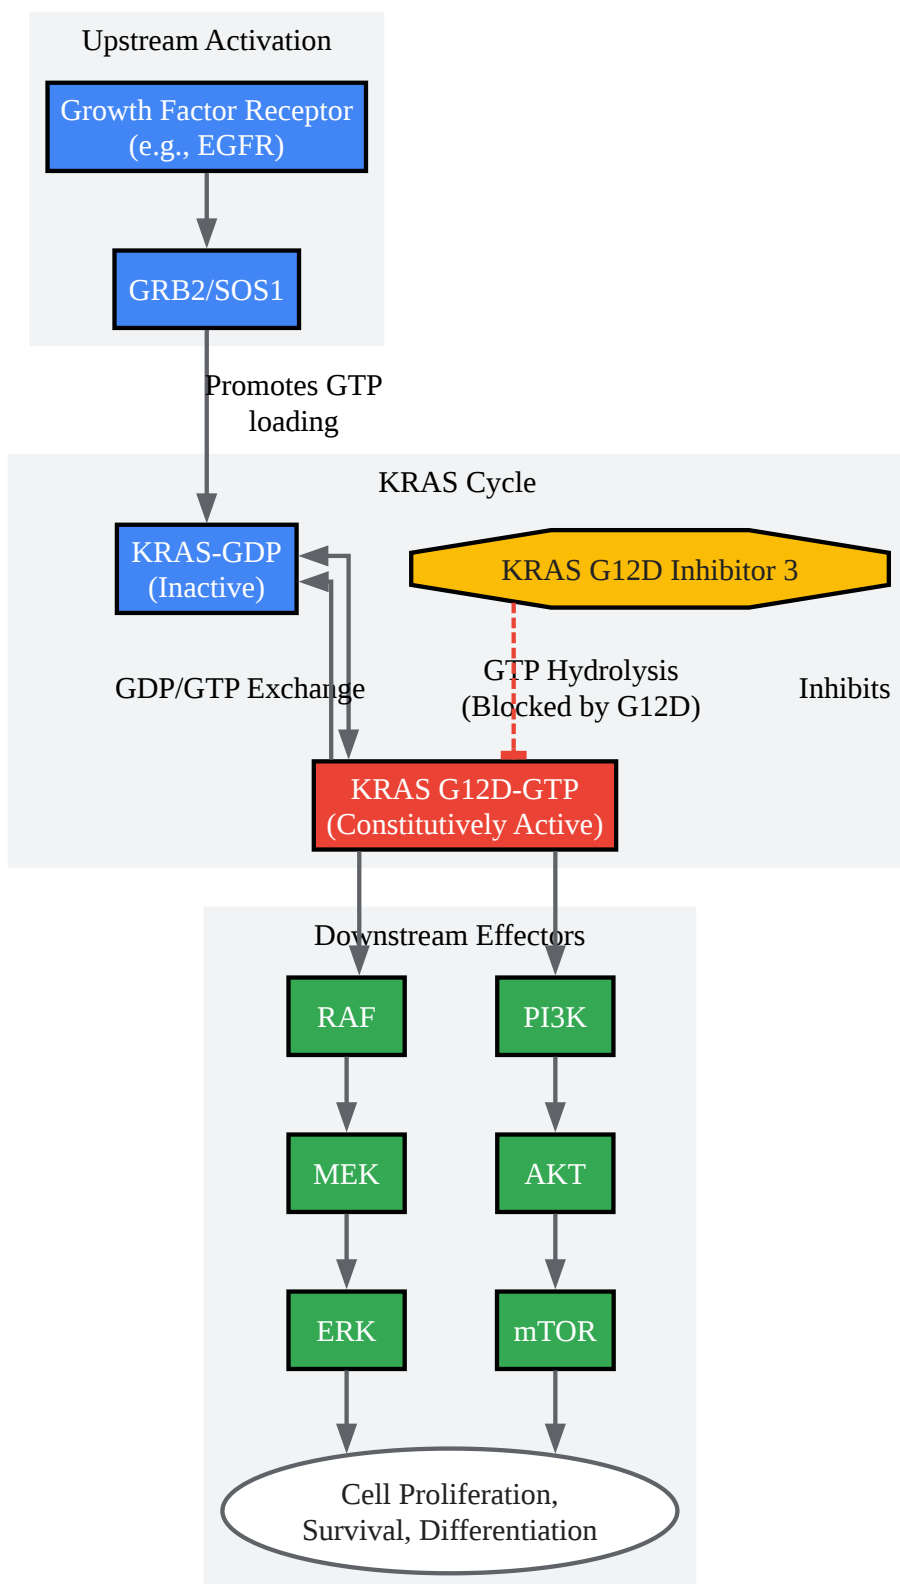 Upstream Activation
Growth Factor Receptor
(e.g., EGFR)
GRB2/SOS1
Promotes GTP
loading
KRAS Cycle
KRAS-GDP
(Inactive)
KRAS G12D Inhibitor 3
GDP/GTP Exchange
GTP Hydrolysis
(Blocked by G12D)
Inhibits
KRAS G12D-GTP
(Constitutively Active)
Downstream Effectors
RAF
PI3K
MEK
AKT
ERK
mTOR
Cell Proliferation,
Survival, Differentiation